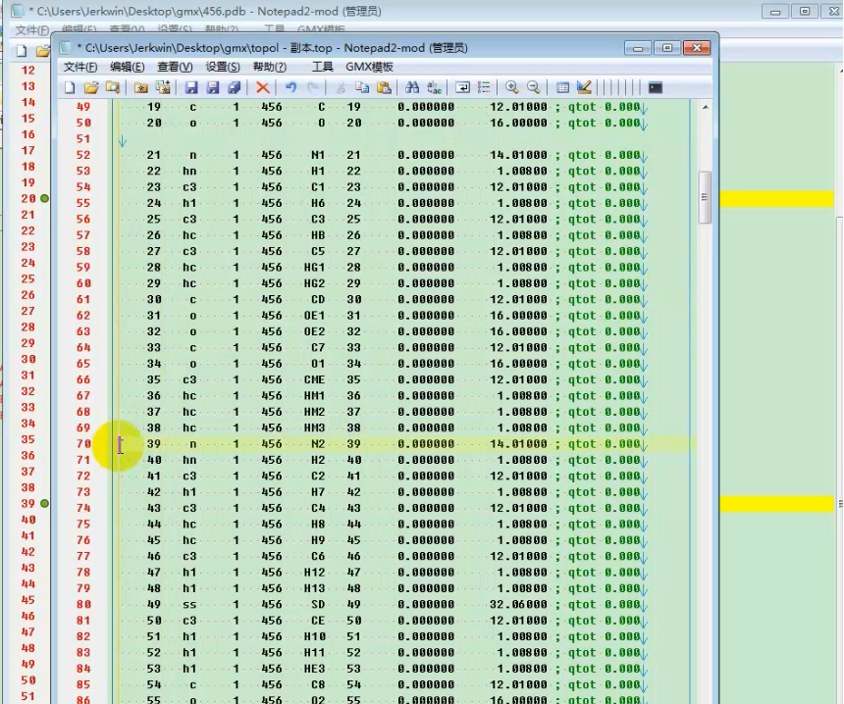 * C:\Users\Jerkwin\Desktop\gmx\456.pdb - Notepad2-mod (管理员)
文件(F) 编辑(E) 查看(V) 设置(S) 帮助(?) 工具 GMX模板
* C:\Users\Jerkwin\Desktop\gmx\topol - 副本.top - Notepad2-mod (管理员)
文件(F) 编辑(E) 查看(V) 设置(S) 帮助(?) 工具 GMX模板
12
13
14
15
16
17
18
19
20
21
22
23
24
25
26
27
28
29
30
31
32
33
34
35
36
37
38
39
40
41
42
43
44
45
46
47
48
49
50
51
49 19 c 1 456 C 19 0.000000 12.01000 ; qtot 0.000
50 20 o 1 456 O 20 0.000000 16.00000 ; qtot 0.000
51
52 21 n 1 456 N1 21 0.000000 14.01000 ; qtot 0.000
53 22 hn 1 456 H1 22 0.000000 1.00800 ; qtot 0.000
54 23 c3 1 456 C1 23 0.000000 12.01000 ; qtot 0.000
55 24 h1 1 456 H6 24 0.000000 1.00800 ; qtot 0.000
56 25 c3 1 456 C3 25 0.000000 12.01000 ; qtot 0.000
57 26 hc 1 456 HB 26 0.000000 1.00800 ; qtot 0.000
58 27 c3 1 456 C5 27 0.000000 12.01000 ; qtot 0.000
59 28 hc 1 456 HG1 28 0.000000 1.00800 ; qtot 0.000
60 29 hc 1 456 HG2 29 0.000000 1.00800 ; qtot 0.000
61 30 c 1 456 CD 30 0.000000 12.01000 ; qtot 0.000
62 31 o 1 456 OE1 31 0.000000 16.00000 ; qtot 0.000
63 32 o 1 456 OE2 32 0.000000 16.00000 ; qtot 0.000
64 33 c 1 456 C7 33 0.000000 12.01000 ; qtot 0.000
65 34 o 1 456 O1 34 0.000000 16.00000 ; qtot 0.000
66 35 c3 1 456 CME 35 0.000000 12.01000 ; qtot 0.000
67 36 hc 1 456 HM1 36 0.000000 1.00800 ; qtot 0.000
68 37 hc 1 456 HM2 37 0.000000 1.00800 ; qtot 0.000
69 38 hc 1 456 HM3 38 0.000000 1.00800 ; qtot 0.000
70 39 n 1 456 N2 39 0.000000 14.01000 ; qtot 0.000
71 40 hn 1 456 H2 40 0.000000 1.00800 ; qtot 0.000
72 41 c3 1 456 C2 41 0.000000 12.01000 ; qtot 0.000
73 42 h1 1 456 H7 42 0.000000 1.00800 ; qtot 0.000
74 43 c3 1 456 C4 43 0.000000 12.01000 ; qtot 0.000
75 44 hc 1 456 H8 44 0.000000 1.00800 ; qtot 0.000
76 45 hc 1 456 H9 45 0.000000 1.00800 ; qtot 0.000
77 46 c3 1 456 C6 46 0.000000 12.01000 ; qtot 0.000
78 47 h1 1 456 H12 47 0.000000 1.00800 ; qtot 0.000
79 48 h1 1 456 H13 48 0.000000 1.00800 ; qtot 0.000
80 49 ss 1 456 SD 49 0.000000 32.06000 ; qtot 0.000
81 50 c3 1 456 CE 50 0.000000 12.01000 ; qtot 0.000
82 51 h1 1 456 H10 51 0.000000 1.00800 ; qtot 0.000
83 52 h1 1 456 H11 52 0.000000 1.00800 ; qtot 0.000
84 53 h1 1 456 HE3 53 0.000000 1.00800 ; qtot 0.000
85 54 c 1 456 C8 54 0.000000 12.01000 ; qtot 0.000
86 55 o 1 456 O2 55 0.000000 16.00000 ; qtot 0.000